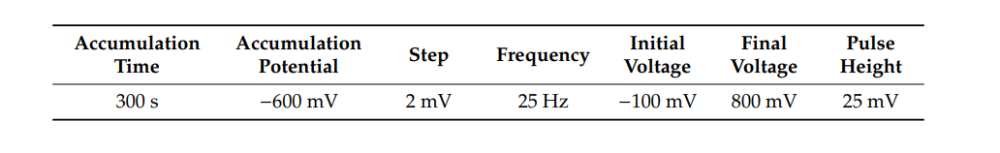 Accumulation Time Accumulation Potential Step Frequency Initial Voltage Final Voltage Pulse Height
300 s −600 mV 2 mV 25 Hz −100 mV 800 mV 25 mV